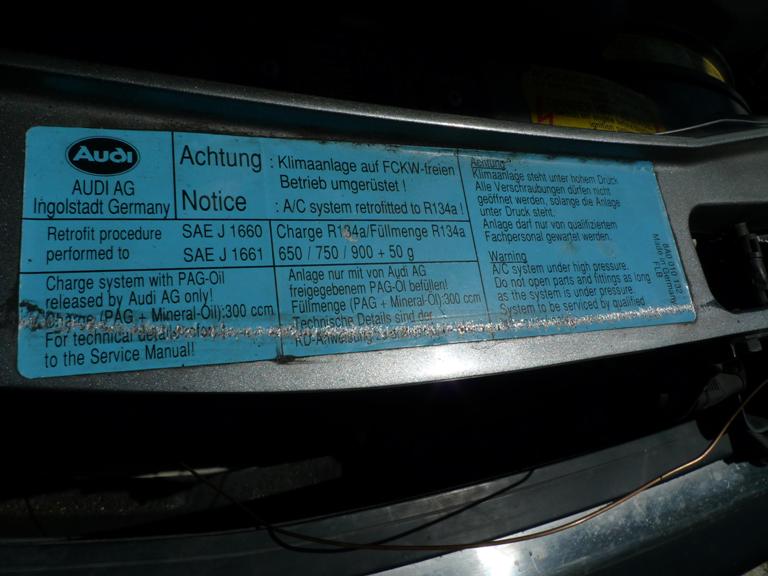 Audi
AUDI AG
Ingolstadt Germany
Achtung : Klimaanlage auf FCKW-freien
Betrieb umgerüstet !
Notice : A/C system retrofitted to R134a !
Retrofit procedure SAE J 1660
performed to SAE J 1661
Charge R134a/Füllmenge R134a
650 / 750 / 900 + 50 g
Charge system with PAG-Oil
released by Audi AG only!
Charge (PAG + Mineral-Oil):300 ccm
For technical details refer
to the Service Manual!
Anlage nur mit von Audi AG
freigegebenem PAG-Öl befüllen!
Füllmenge (PAG + Mineral-Öl):300 ccm
Technische Details sind der
Achtung
Klimaanlage steht unter hohem Druck
Alle Verschraubungen dürfen nicht
geöffnet werden, solange die Anlage
unter Druck steht.
Anlage darf nur von qualifiziertem
Fachpersonal gewartet werden.
Warning
A/C system under high pressure.
Do not open parts and fittings as long
as the system is under pressure.
System to be serviced by qualified
8A0 010 132
Made in Germany